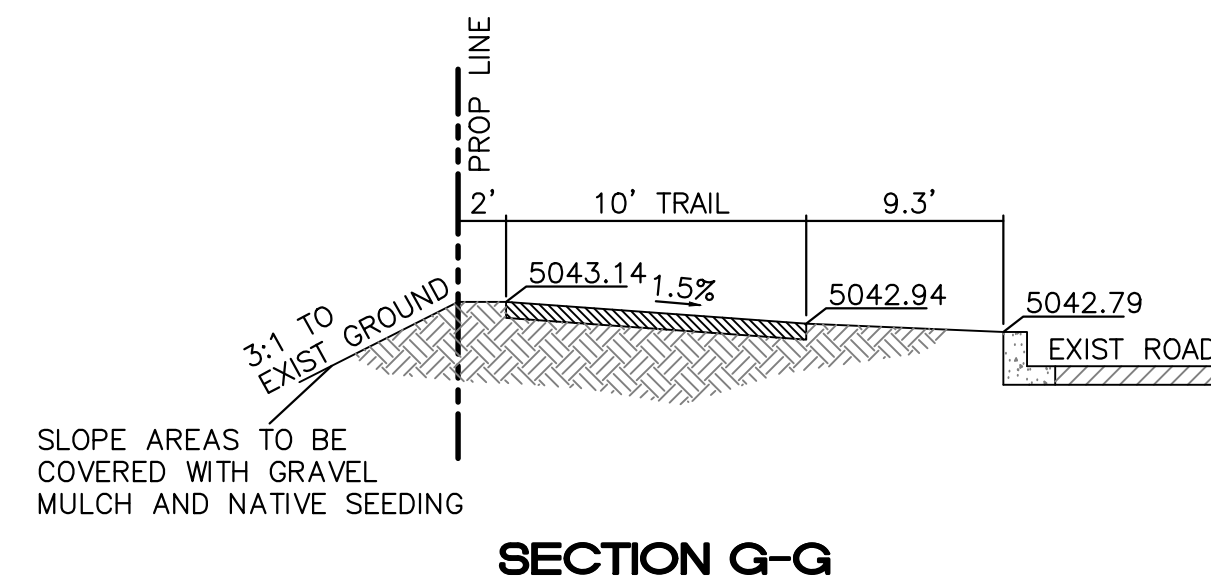 PROP LINE
2'
10' TRAIL
9.3'
5043.14
1.5%
5042.94
5042.79
3:1 TO
EXIST GROUND
EXIST ROAD
SLOPE AREAS TO BE
COVERED WITH GRAVEL
MULCH AND NATIVE SEEDING
SECTION G-G